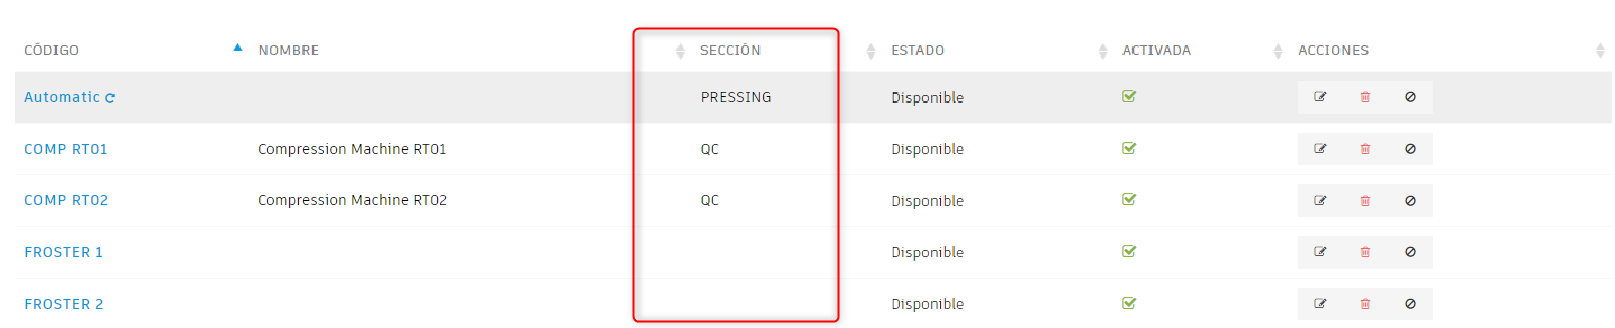 CÓDIGO NOMBRE SECCIÓN ESTADO ACTIVADA ACCIONES
Automatic PRESSING Disponible
COMP RT01 Compression Machine RT01 QC Disponible
COMP RT02 Compression Machine RT02 QC Disponible
FROSTER 1 Disponible
FROSTER 2 Disponible